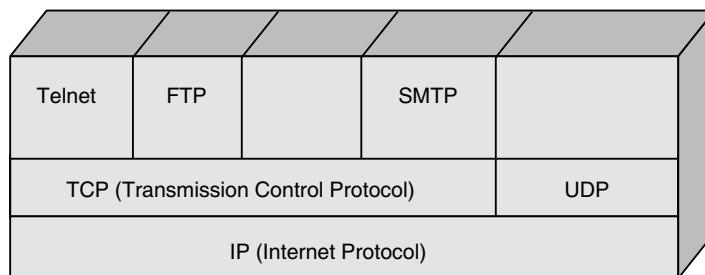 Telnet
FTP
SMTP
TCP (Transmission Control Protocol)
UDP
IP (Internet Protocol)